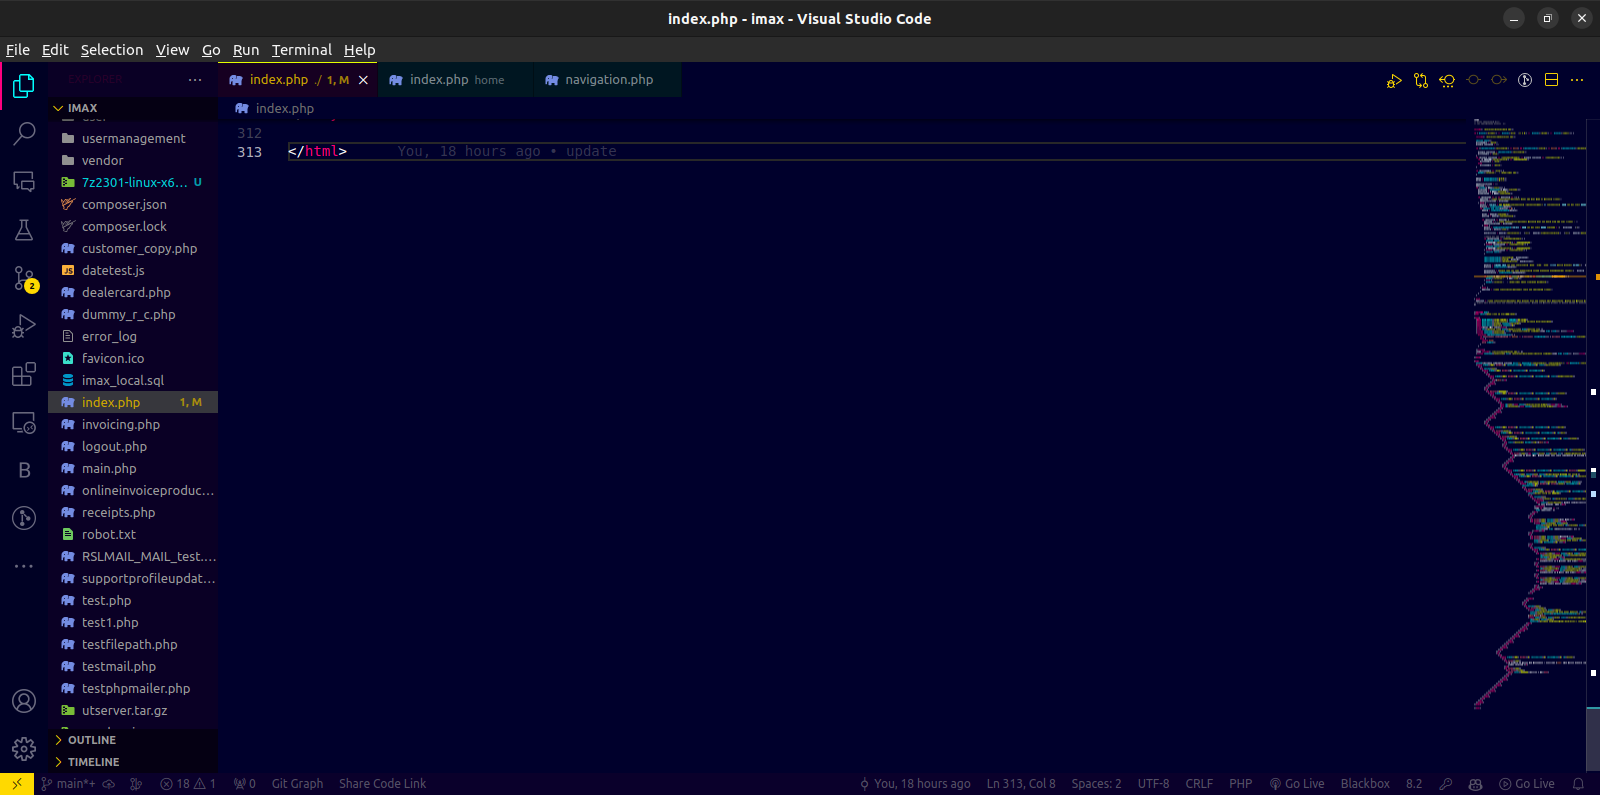 index.php - imax - Visual Studio Code
File Edit Selection View Go Run Terminal Help
EXPLORER
index.php ./ 1, M
index.php home
navigation.php
IMAX
index.php
user
usermanagement
vendor
7z2301-linux-x6... U
composer.json
composer.lock
customer_copy.php
datetest.js
dealercard.php
dummy_r_c.php
error_log
favicon.ico
imax_local.sql
index.php 1, M
invoicing.php
logout.php
main.php
onlineinvoiceproduc...
receipts.php
robot.txt
RSLMAIL_MAIL_test....
supportprofileupdat...
test.php
test1.php
testfilepath.php
testmail.php
testphpmailer.php
utserver.tar.gz
OUTLINE
TIMELINE
312
313 </html> You, 18 hours ago • update
2
B
main*+ 18 1 0 Git Graph Share Code Link You, 18 hours ago Ln 313, Col 8 Spaces: 2 UTF-8 CRLF PHP Go Live Blackbox 8.2 Go Live